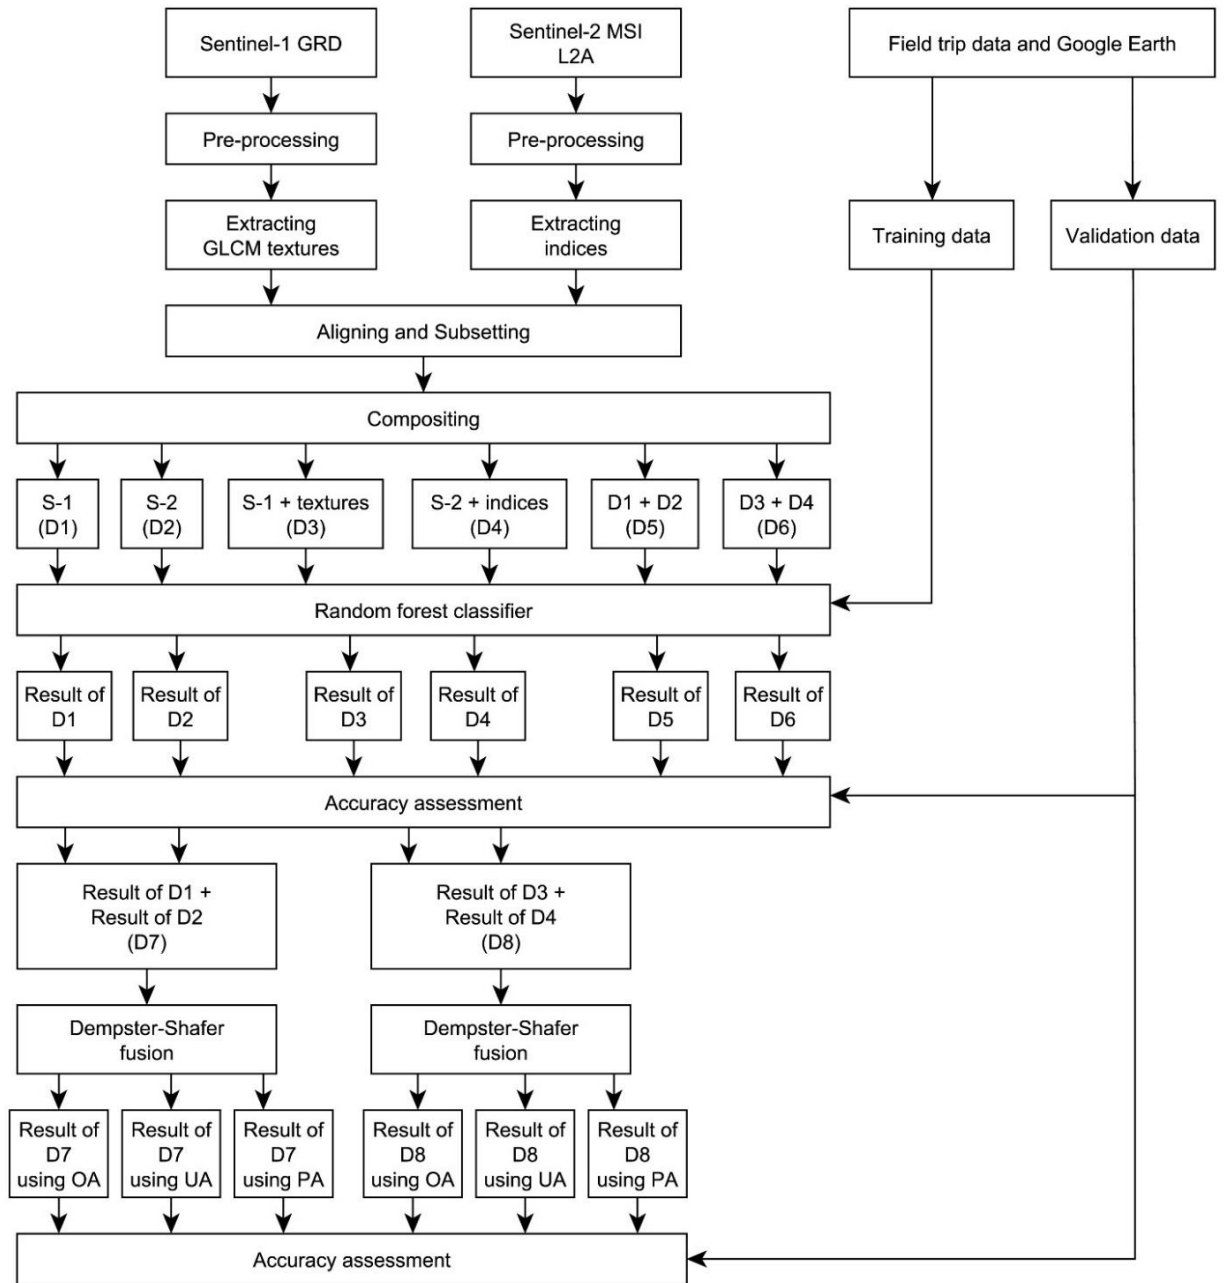 Sentinel-1 GRD
Sentinel-2 MSI
L2A
Field trip data and Google Earth
Pre-processing
Pre-processing
Extracting
GLCM textures
Extracting
indices
Training data
Validation data
Aligning and Subsetting
Compositing
S-1
(D1)
S-2
(D2)
S-1 + textures
(D3)
S-2 + indices
(D4)
D1 + D2
(D5)
D3 + D4
(D6)
Random forest classifier
Result of
D1
Result of
D2
Result of
D3
Result of
D4
Result of
D5
Result of
D6
Accuracy assessment
Result of D1 +
Result of D2
(D7)
Result of D3 +
Result of D4
(D8)
Dempster-Shafer
fusion
Dempster-Shafer
fusion
Result of
D7
using OA
Result of
D7
using UA
Result of
D7
using PA
Result of
D8
using OA
Result of
D8
using UA
Result of
D8
using PA
Accuracy assessment